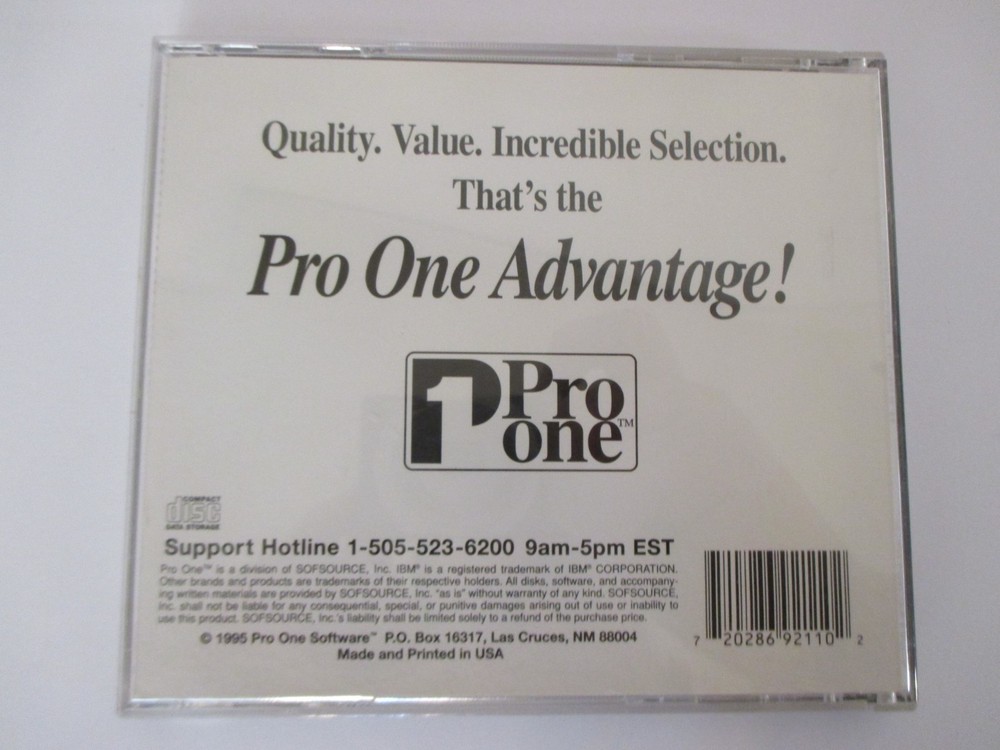 Quality. Value. Incredible Selection.
That's the
Pro One Advantage!
1 Pro
one™
COMPACT
disc
DATA STORAGE
Support Hotline 1-505-523-6200 9am-5pm EST
Pro One™ is a division of SOFSOURCE, Inc. IBM® is a registered trademark of IBM® CORPORATION.
Other brands and products are trademarks of their respective holders. All disks, software, and accompany-
ing written materials are provided by SOFSOURCE, Inc. "as is" without warranty of any kind. SOFSOURCE,
Inc. shall not be liable for any consequential, special, or punitive damages arising out of use or inability to
use this product. SOFSOURCE, Inc.'s liability shall be limited solely to a refund of the purchase price.
© 1995 Pro One Software™ P.O. Box 16317, Las Cruces, NM 88004
Made and Printed in USA
7 20286 92110 2